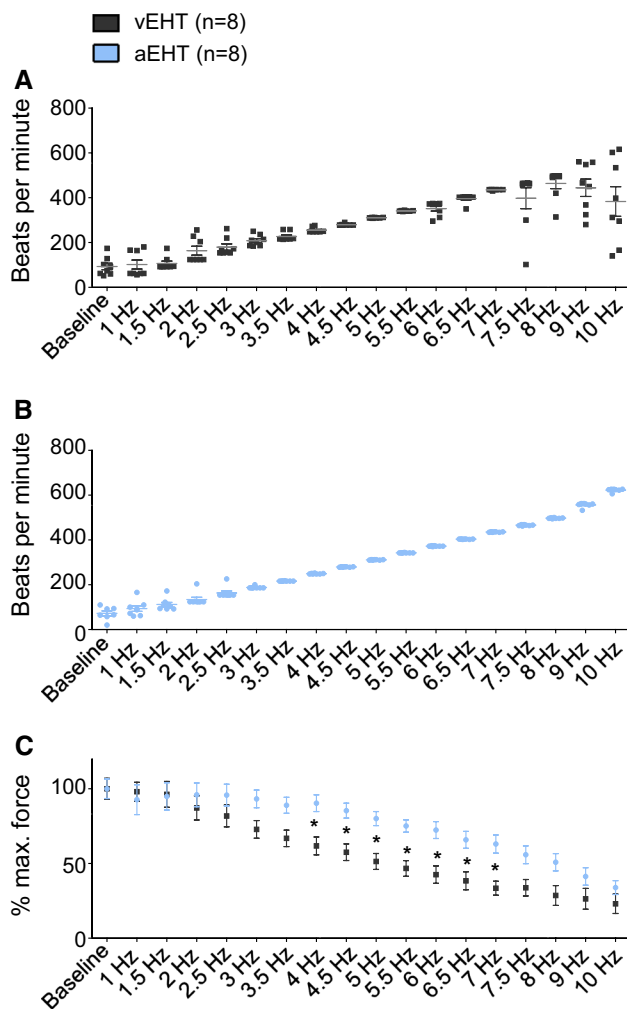 vEHT (n=8)
aEHT (n=8)
A
Beats per minute
800
600
400
200
0
Baseline
1 Hz
1.5 Hz
2 Hz
2.5 Hz
3 Hz
3.5 Hz
4 Hz
4.5 Hz
5 Hz
5.5 Hz
6 Hz
6.5 Hz
7 Hz
7.5 Hz
8 Hz
9 Hz
10 Hz
B
Beats per minute
800
600
400
200
0
Baseline
1 Hz
1.5 Hz
2 Hz
2.5 Hz
3 Hz
3.5 Hz
4 Hz
4.5 Hz
5 Hz
5.5 Hz
6 Hz
6.5 Hz
7 Hz
7.5 Hz
8 Hz
9 Hz
10 Hz
C
% max. force
100
50
0
* * * * * * *
Baseline
1 Hz
1.5 Hz
2 Hz
2.5 Hz
3 Hz
3.5 Hz
4 Hz
4.5 Hz
5 Hz
5.5 Hz
6 Hz
6.5 Hz
7 Hz
7.5 Hz
8 Hz
9 Hz
10 Hz